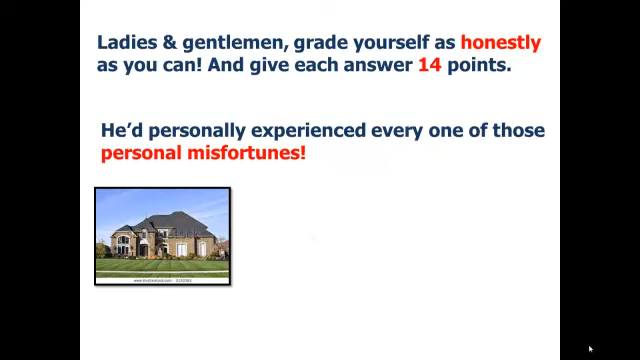 Ladies & gentlemen, grade yourself as honestly
as you can! And give each answer 14 points.
He’d personally experienced every one of those
personal misfortunes!